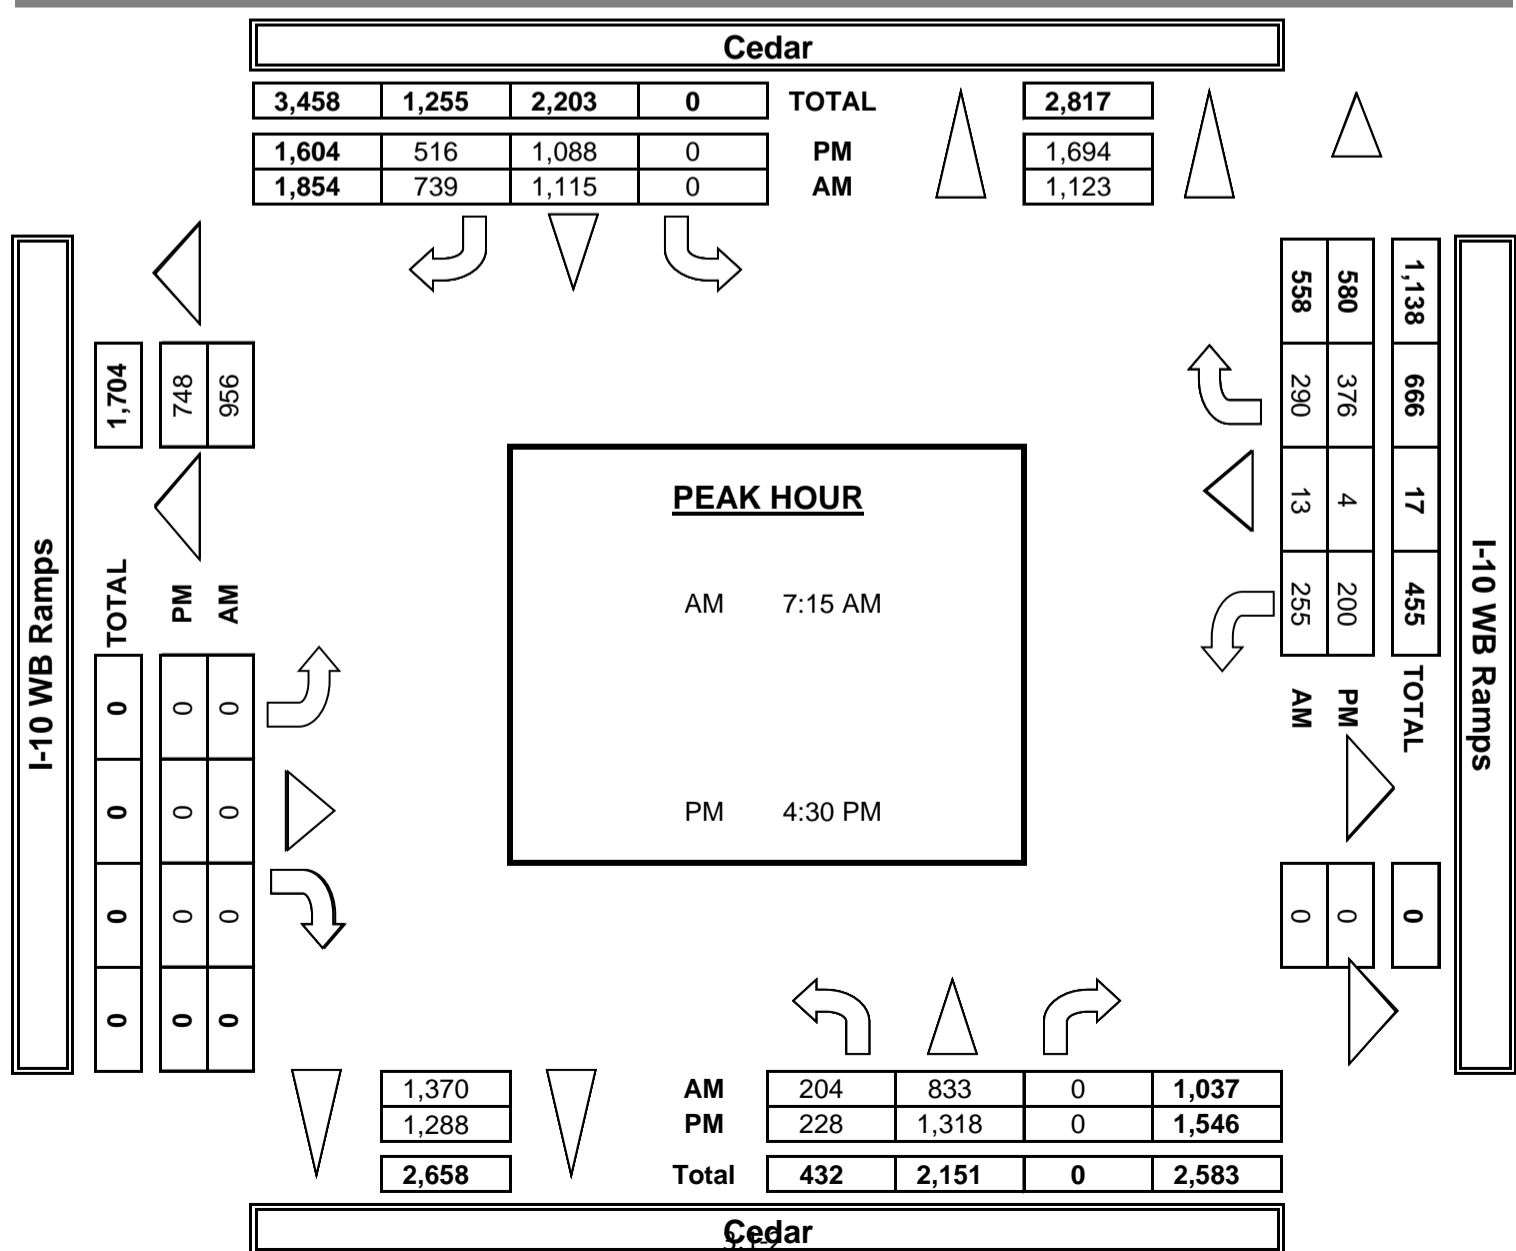 Cedar
3,458 1,255 2,203 0 TOTAL 2,817
1,604 516 1,088 0 PM 1,694
1,854 739 1,115 0 AM 1,123
I-10 WB Ramps
1,704
748
956
TOTAL
PM
AM
0 0 0
0 0 0
0 0 0
0 0 0
PEAK HOUR
AM 7:15 AM
PM 4:30 PM
558 580 1,138
290 376 666
13 4 17
255 200 455
AM PM TOTAL
0 0 0
I-10 WB Ramps
1,370 AM 204 833 0 1,037
1,288 PM 228 1,318 0 1,546
2,658 Total 432 2,151 0 2,583
Cedar